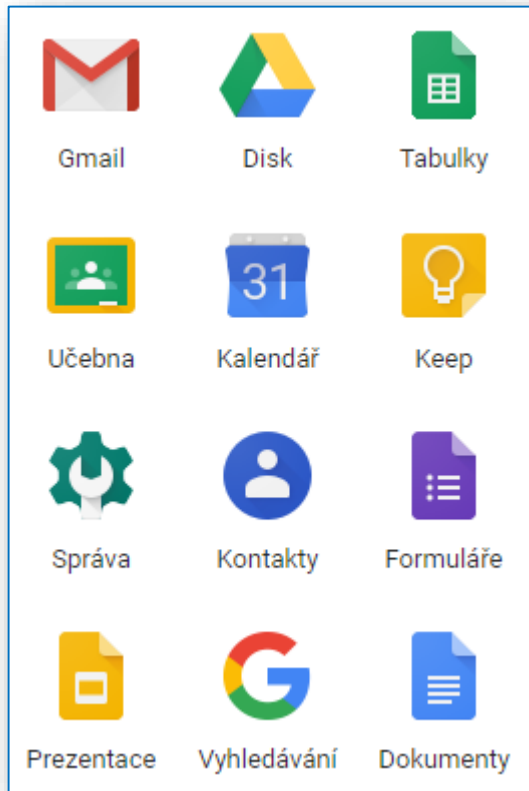 Gmail Disk Tabulky
31
Učebna Kalendář Keep
Správa Kontakty Formuláře
G
Prezentace Vyhledávání Dokumenty